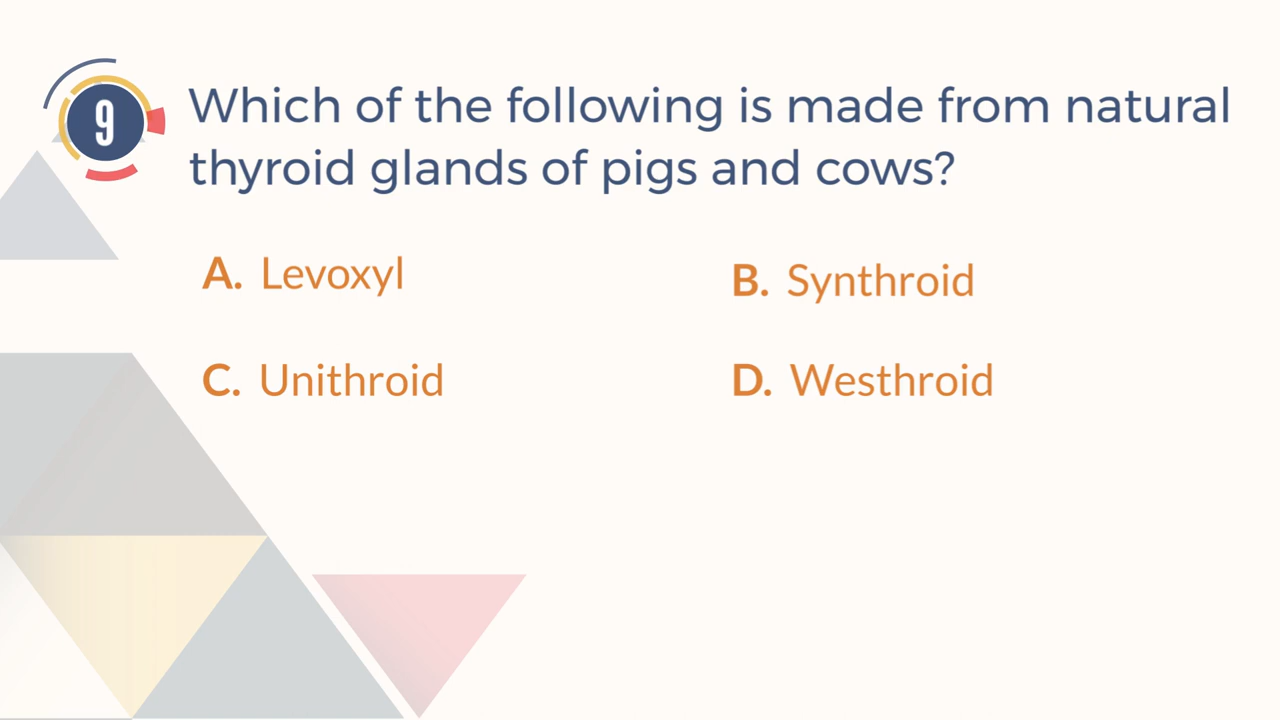 9
Which of the following is made from natural
thyroid glands of pigs and cows?
A. Levoxyl
B. Synthroid
C. Unithroid
D. Westhroid